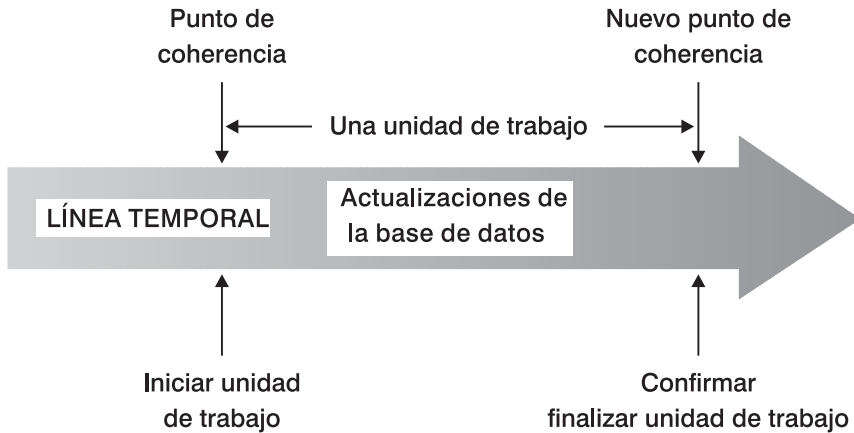 Punto de
coherencia
Nuevo punto de
coherencia
Una unidad de trabajo
LÍNEA TEMPORAL
Actualizaciones de
la base de datos
Iniciar unidad
de trabajo
Confirmar
finalizar unidad de trabajo